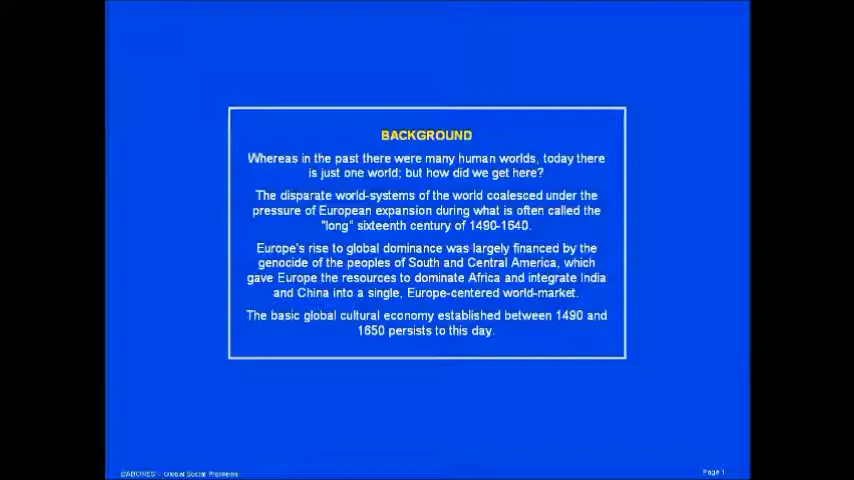 BACKGROUND
Whereas in the past there were many human worlds, today there
is just one world; but how did we get here?
The disparate world-systems of the world coalesced under the
pressure of European expansion during what is often called the
"long" sixteenth century of 1490-1640.
Europe's rise to global dominance was largely financed by the
genocide of the peoples of South and Central America, which
gave Europe the resources to dominate Africa and integrate India
and China into a single, Europe-centered world-market.
The basic global cultural economy established between 1490 and
1650 persists to this day.
BABONES - Global Social Problems
Page 1